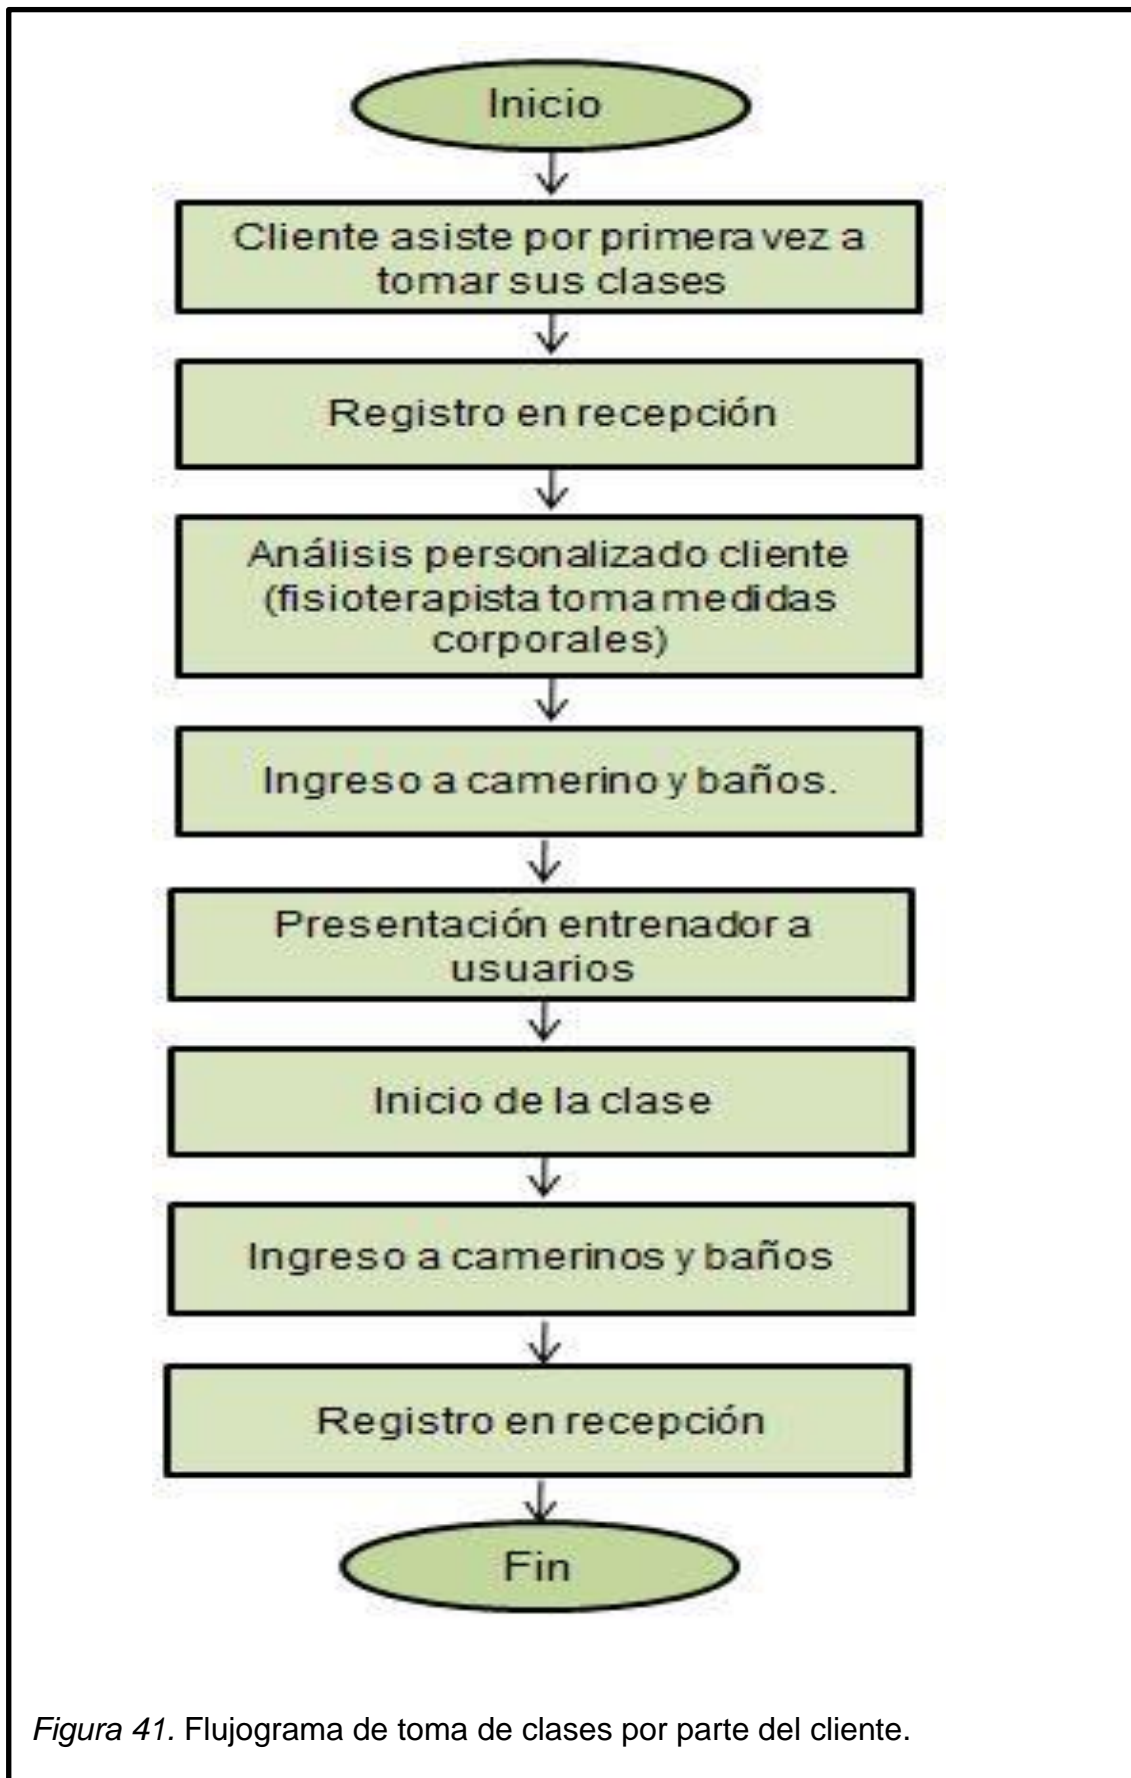 Inicio
Cliente asiste por primera vez a
tomar sus clases
Registro en recepción
Análisis personalizado cliente
(fisioterapista toma medidas
corporales)
Ingreso a camerino y baños.
Presentación entrenador a
usuarios
Inicio de la clase
Ingreso a camerinos y baños
Registro en recepción
Fin
Figura 41. Flujograma de toma de clases por parte del cliente.